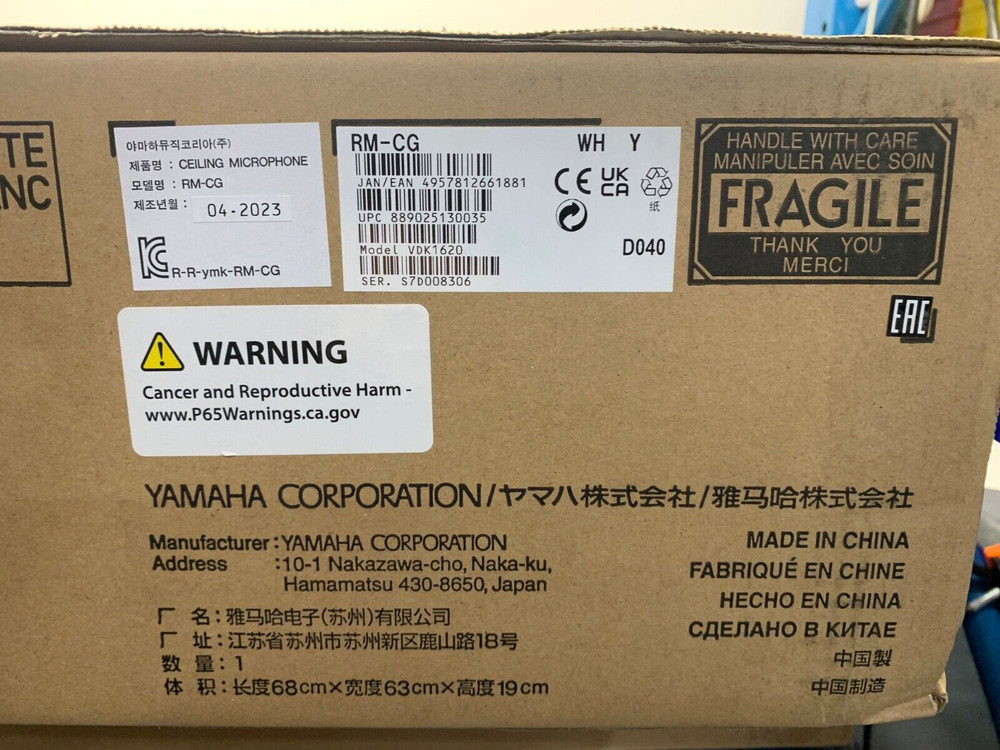 TE
NC
야마하뮤직코리아(주)
제품명 : CEILING MICROPHONE
모델명 : RM-CG
제조년월 : 04-2023
R-R-ymk-RM-CG
RM-CG WH Y
JAN/EAN 4957812661881
UPC 889025130035
Model VDK1620
SER. S7D008306
CE UK CA
纸
D040
HANDLE WITH CARE
MANIPULER AVEC SOIN
FRAGILE
THANK YOU
MERCI
EAC
WARNING
Cancer and Reproductive Harm -
www.P65Warnings.ca.gov
YAMAHA CORPORATION/ヤマハ株式会社/雅马哈株式会社
Manufacturer : YAMAHA CORPORATION
Address : 10-1 Nakazawa-cho, Naka-ku,
Hamamatsu 430-8650, Japan
厂 名 : 雅马哈电子(苏州)有限公司
厂 址 : 江苏省苏州市苏州新区鹿山路18号
数 量 : 1
体 积 : 长度68cm×宽度63cm×高度19cm
MADE IN CHINA
FABRIQUÉ EN CHINE
HECHO EN CHINA
СДЕЛАНО В КИТАЕ
中国製
中国制造